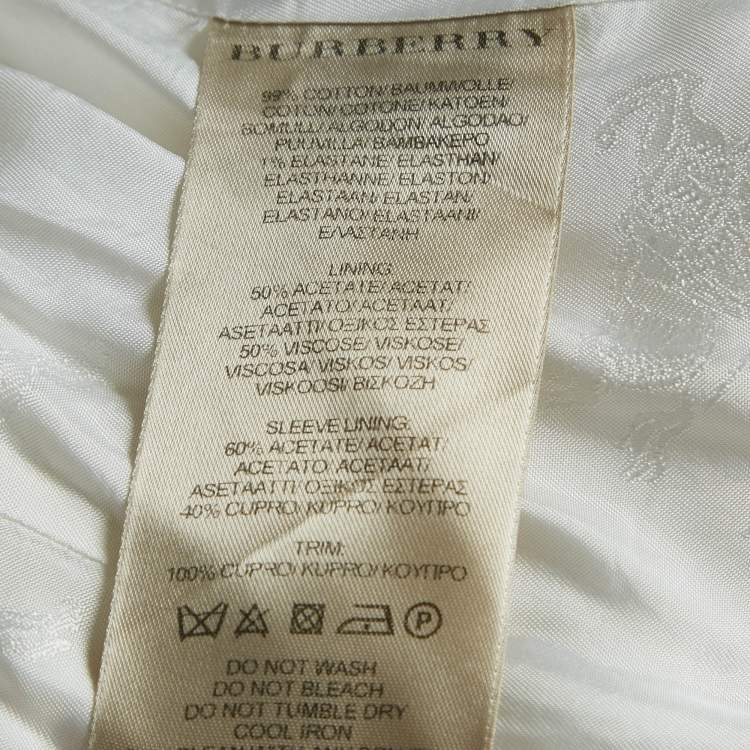 BURBERRY
99% COTTON/ BAUMWOLLE/
COTON/ COTONE/ KATOEN/
BOMULL/ ALGODON/ ALGODAO/
PUUVILLA/ ΒΑΜΒΑΚΕΡΟ
1% ELASTANE/ ELASTHAN/
ELASTHANNE/ ELASTON/
ELASTAAN/ ELASTAN/
ELASTANO/ ELASTAANI/
ΕΛΑΣΤΑΝΗ
LINING:
50% ACETATE/ ACETAT/
ACETATO/ ACETAAT/
ASETAATTI/ ΟΞΙΚΟΣ ΕΣΤΕΡΑΣ
50% VISCOSE/ VISKOSE/
VISCOSA/ VISKOS/ VISKOS/
VISKOOSI/ ΒΙΣΚΟΖΗ
SLEEVE LINING:
60% ACETATE/ ACETAT/
ACETATO/ ACETAAT/
ASETAATTI/ ΟΞΙΚΟΣ ΕΣΤΕΡΑΣ
40% CUPRO/ KUPRO/ ΚΟΥΠΡΟ
TRIM:
100% CUPRO/ KUPRO/ ΚΟΥΠΡΟ
P
DO NOT WASH
DO NOT BLEACH
DO NOT TUMBLE DRY
COOL IRON